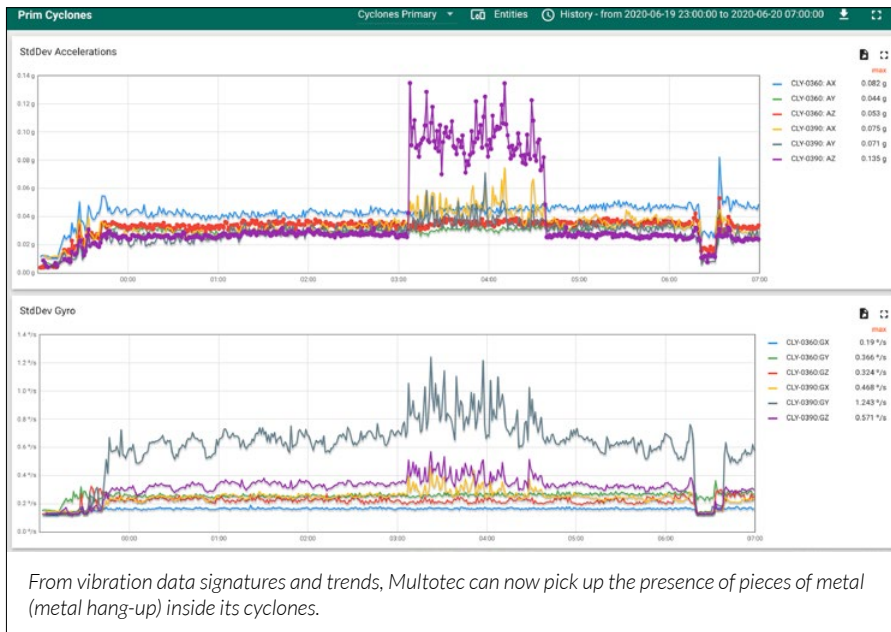 Prim Cyclones
Cyclones Primary Entities History - from 2020-06-19 23:00:00 to 2020-06-20 07:00:00
StdDev Accelerations
max
0.14 g
0.12 g
0.10 g
0.08 g
0.06 g
0.04 g
0.02 g
0.00 g
00:00 01:00 02:00 03:00 04:00 05:00 06:00 07:00
CLY-0360: AX 0.082 g
CLY-0360: AY 0.044 g
CLY-0360: AZ 0.053 g
CLY-0390: AX 0.075 g
CLY-0390: AY 0.071 g
CLY-0390: AZ 0.135 g
StdDev Gyro
max
1.4 °/s
1.2 °/s
1.0 °/s
0.8 °/s
0.6 °/s
0.4 °/s
0.2 °/s
0.0 °/s
00:00 01:00 02:00 03:00 04:00 05:00 06:00 07:00
CLY-0360:GX 0.19 °/s
CLY-0360:GY 0.366 °/s
CLY-0360:GZ 0.324 °/s
CLY-0390:GX 0.468 °/s
CLY-0390:GY 1.243 °/s
CLY-0390:GZ 0.571 °/s
From vibration data signatures and trends, Multotec can now pick up the presence of pieces of metal
(metal hang-up) inside its cyclones.